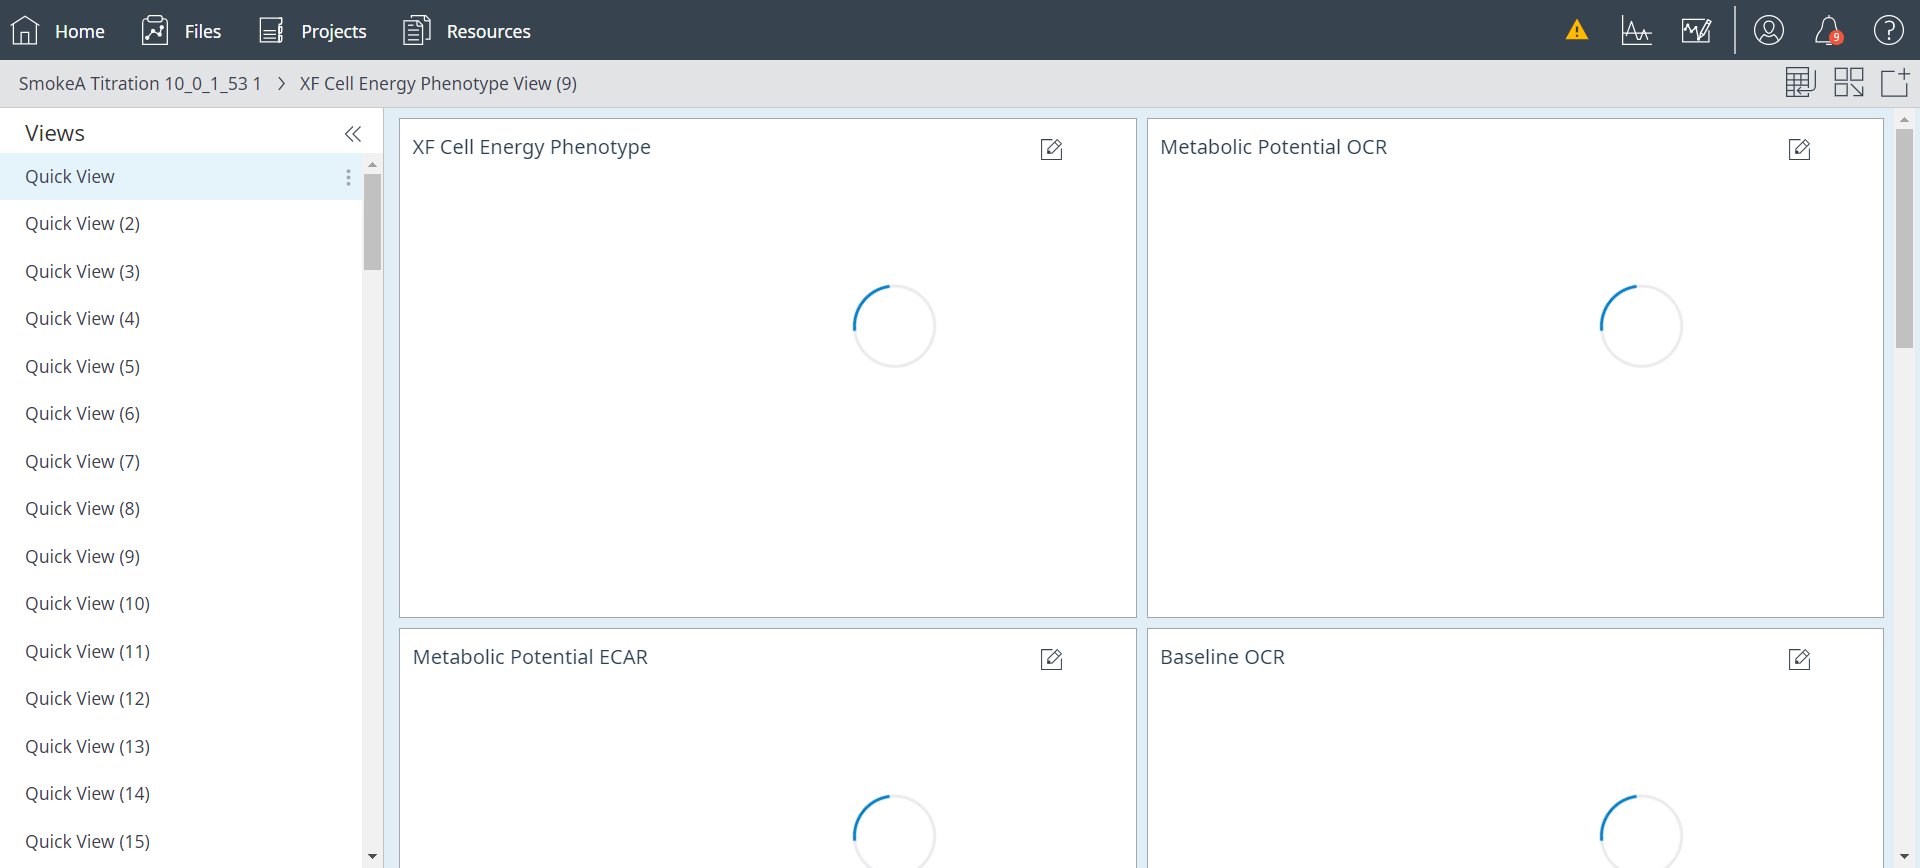 Home
Files
Projects
Resources
9
SmokeA Titration 10_0_1_53 1 > XF Cell Energy Phenotype View (9)
Views
Quick View
Quick View (2)
Quick View (3)
Quick View (4)
Quick View (5)
Quick View (6)
Quick View (7)
Quick View (8)
Quick View (9)
Quick View (10)
Quick View (11)
Quick View (12)
Quick View (13)
Quick View (14)
Quick View (15)
XF Cell Energy Phenotype
Metabolic Potential OCR
Metabolic Potential ECAR
Baseline OCR